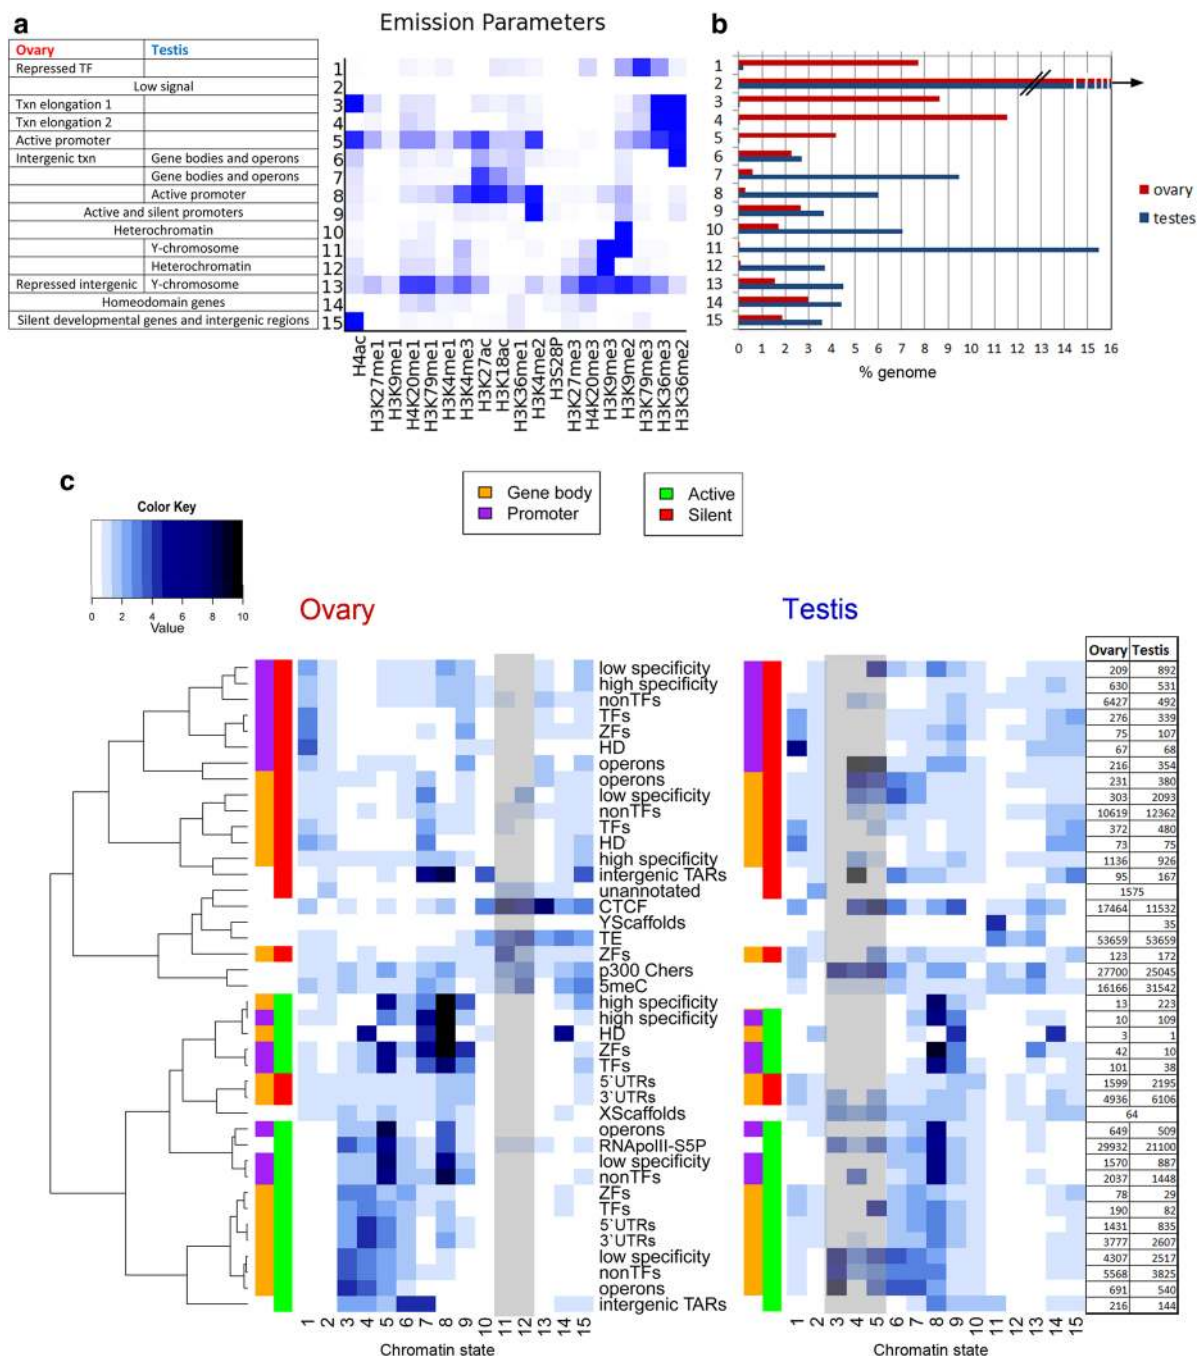 a
Emission Parameters
Ovary Testis
Repressed TF
Low signal
Txn elongation 1
Txn elongation 2
Active promoter
Intergenic txn Gene bodies and operons
Gene bodies and operons
Active promoter
Active and silent promoters
Heterochromatin
Y-chromosome
Heterochromatin
Repressed intergenic Y-chromosome
Homeodomain genes
Silent developmental genes and intergenic regions
1
2
3
4
5
6
7
8
9
10
11
12
13
14
15
H4ac
H3K27me1
H3K9me1
H4K20me1
H3K79me1
H3K4me1
H3K4me3
H3K27ac
H3K18ac
H3K36me1
H3K4me2
H3S28P
H3K27me3
H4K20me3
H3K9me3
H3K9me2
H3K79me3
H3K36me3
H3K36me2
b
1
2
3
4
5
6
7
8
9
10
11
12
13
14
15
0 1 2 3 4 5 6 7 8 9 10 11 12 13 14 15 16
% genome
ovary
testes
c
Color Key
0 2 4 6 8 10
Value
Gene body
Promoter
Active
Silent
Ovary
Testis
Ovary Testis
low specificity 209 892
high specificity 630 531
nonTFs 6427 492
TFs 276 339
ZFs 75 107
HD 67 68
operons 216 354
operons 231 380
low specificity 303 2093
nonTFs 10619 12362
TFs 372 480
HD 73 75
high specificity 1136 926
intergenic TARs 95 167
unannotated 1575
CTCF 17464 11532
YScaffolds 35
TE 53659 53659
ZFs 123 172
p300 Chers 27700 25045
5meC 16166 31542
high specificity 13 223
high specificity 10 109
HD 3 1
ZFs 42 10
TFs 101 38
5`UTRs 1599 2195
3`UTRs 4936 6106
XScaffolds 64
operons 649 509
RNApolII-S5P 29932 21100
low specificity 1570 887
nonTFs 2037 1448
ZFs 78 29
TFs 190 82
5`UTRs 1431 835
3`UTRs 3777 2607
low specificity 4307 2517
nonTFs 5568 3825
operons 691 540
intergenic TARs 216 144
1 2 3 4 5 6 7 8 9 10 11 12 13 14 15
Chromatin state
1 2 3 4 5 6 7 8 9 10 11 12 13 14 15
Chromatin state